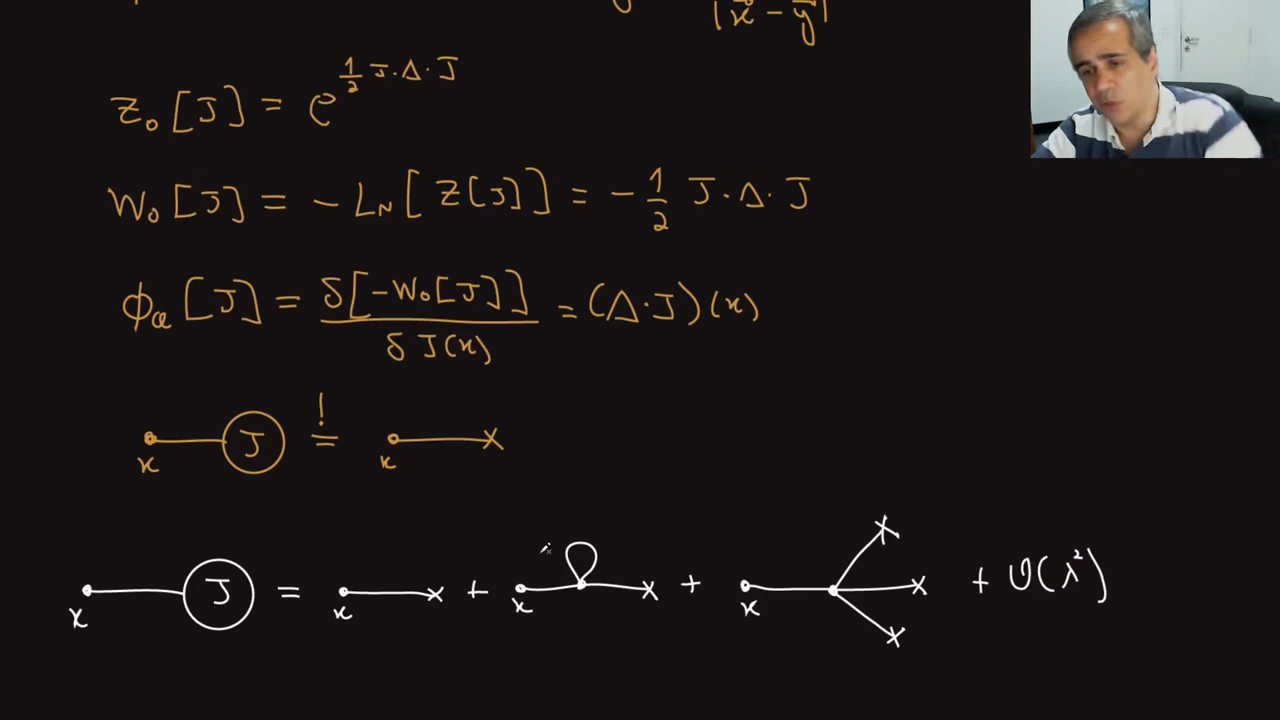 |x⃗ - y⃗|
Z₀[J] = e^{½ J·Δ·J}
W₀[J] = - LN[Z[J]] = - ½ J·Δ·J
ϕ_cl[J] = δ[-W₀[J]] / δJ(x) = (Δ·J)(x)
x J != x
x J = x + x + x + O(λ²)